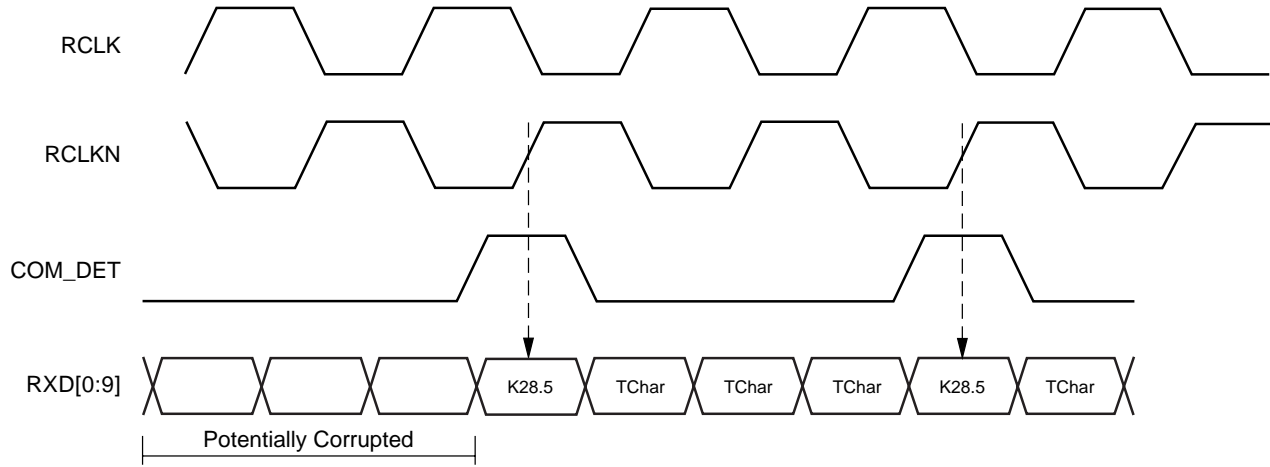 RCLK
RCLKN
COM_DET
RXD[0:9]
K28.5
TChar
TChar
TChar
K28.5
TChar
Potentially Corrupted